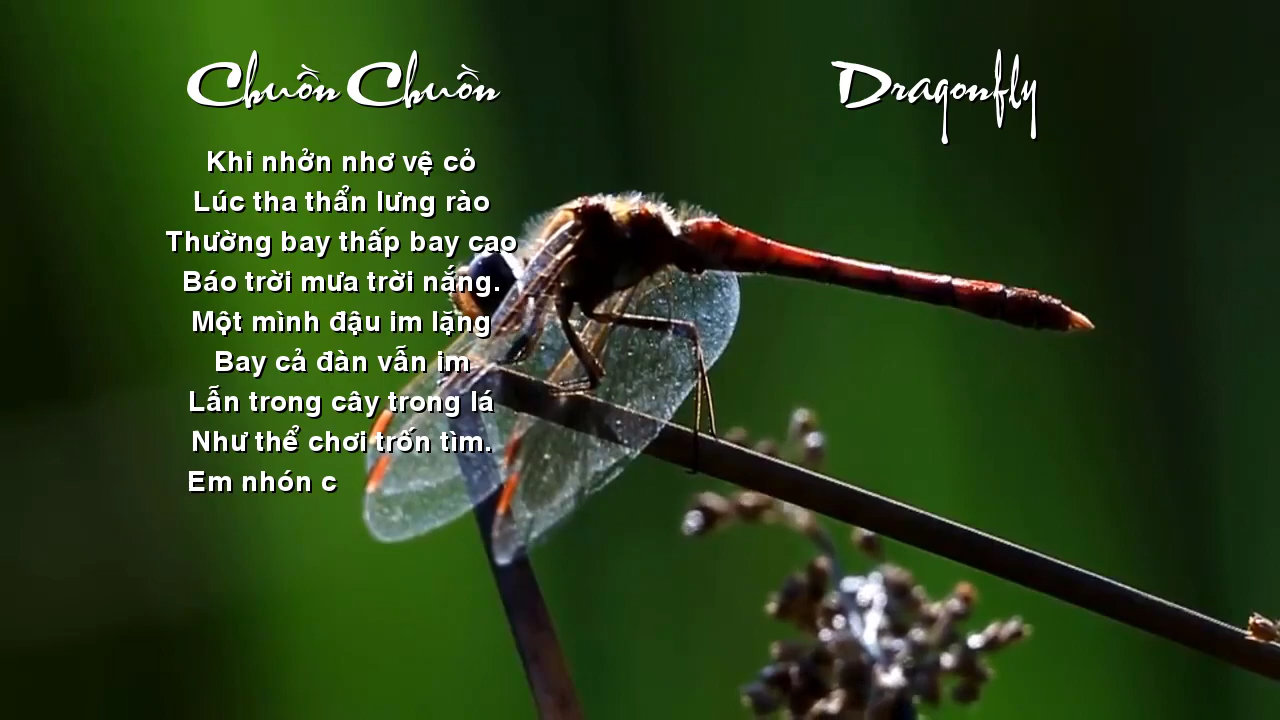 Chuồn Chuồn
Dragonfly
Khi nhởn nhơ vệ cỏ
Lúc tha thẩn lưng rào
Thường bay thấp bay cao
Báo trời mưa trời nắng.
Một mình đậu im lặng
Bay cả đàn vẫn im
Lẫn trong cây trong lá
Như thể chơi trốn tìm.
Em nhón c